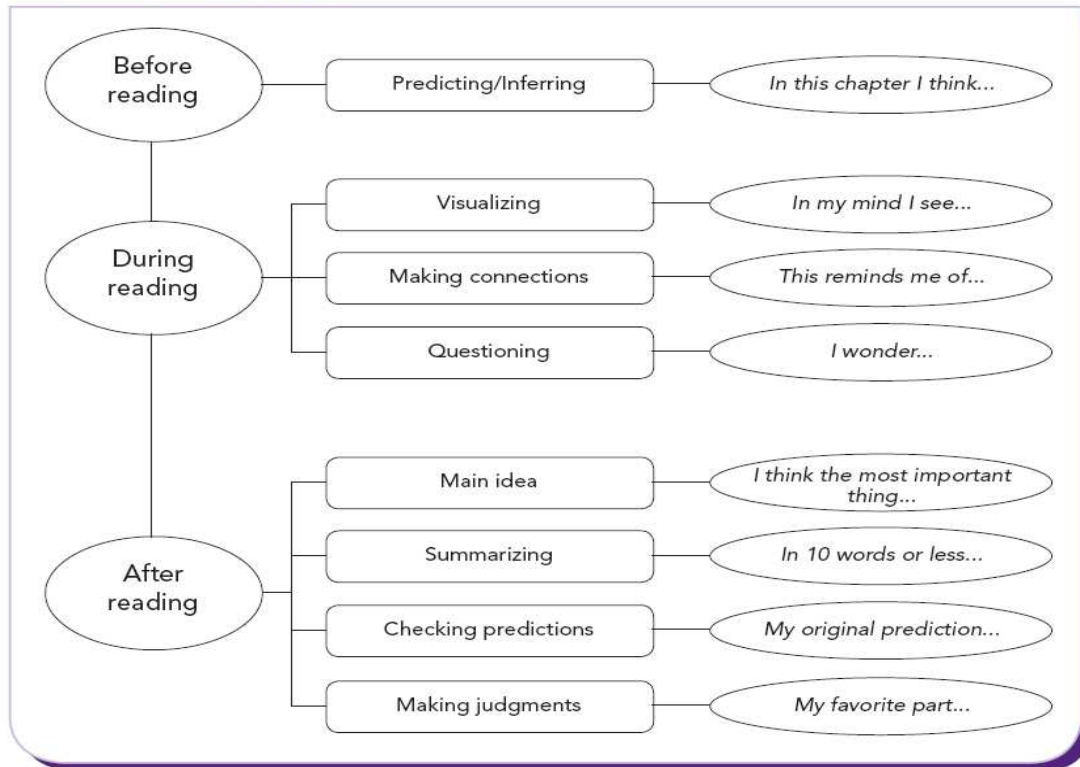 Before
reading
Predicting/Inferring
In this chapter I think...
During
reading
Visualizing
In my mind I see...
Making connections
This reminds me of...
Questioning
I wonder...
After
reading
Main idea
I think the most important
thing...
Summarizing
In 10 words or less...
Checking predictions
My original prediction...
Making judgments
My favorite part...